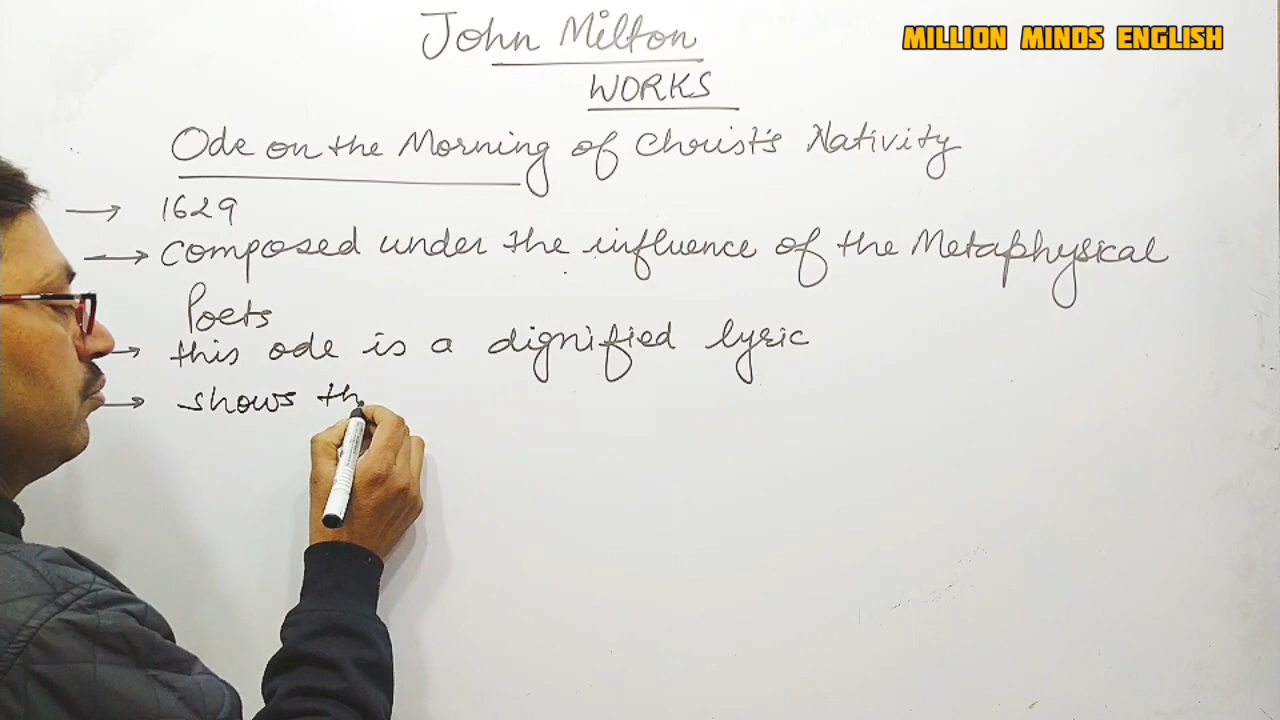 John Milton
MILLION MINDS ENGLISH
WORKS
Ode on the Morning of Christ's Nativity
→ 1629
→ composed under the influence of the Metaphysical
Poets
→ this ode is a dignified lyric
→ shows th